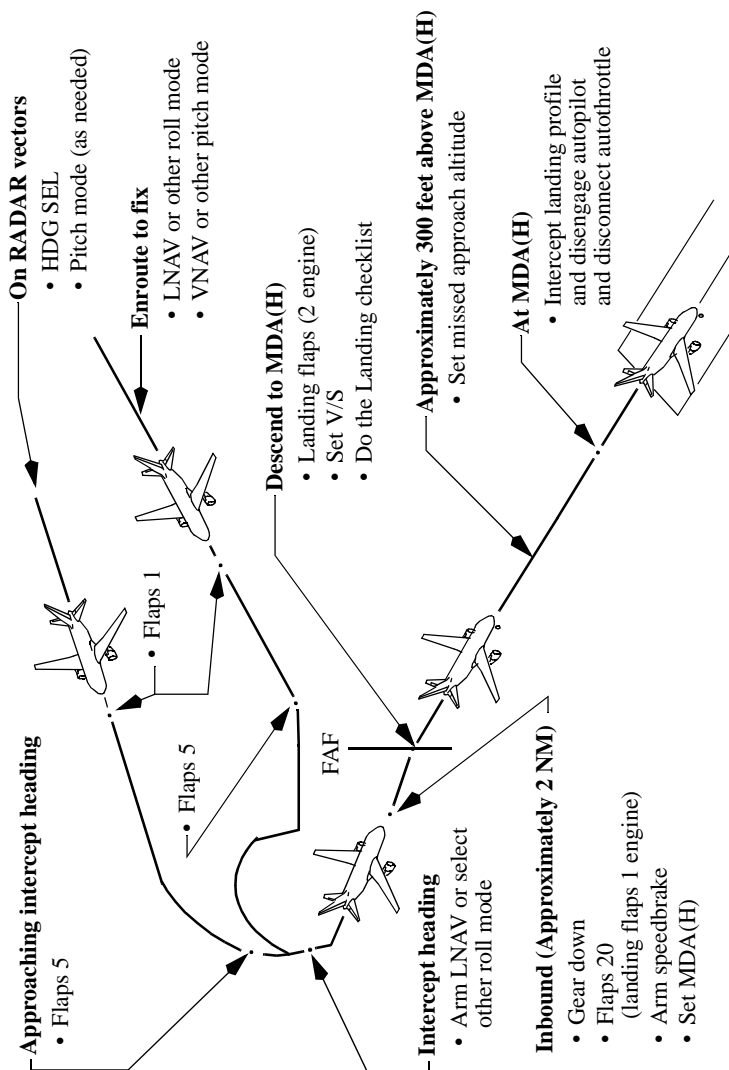 On RADAR vectors
• HDG SEL
• Pitch mode (as needed)
Enroute to fix
• LNAV or other roll mode
• VNAV or other pitch mode
• Flaps 1
Approaching intercept heading
• Flaps 5
• Flaps 5
Intercept heading
• Arm LNAV or select
other roll mode
Inbound (Approximately 2 NM)
• Gear down
• Flaps 20
(landing flaps 1 engine)
• Arm speedbrake
• Set MDA(H)
FAF
Descend to MDA(H)
• Landing flaps (2 engine)
• Set V/S
• Do the Landing checklist
Approximately 300 feet above MDA(H)
• Set missed approach altitude
At MDA(H)
• Intercept landing profile
and disengage autopilot
and disconnect autothrottle